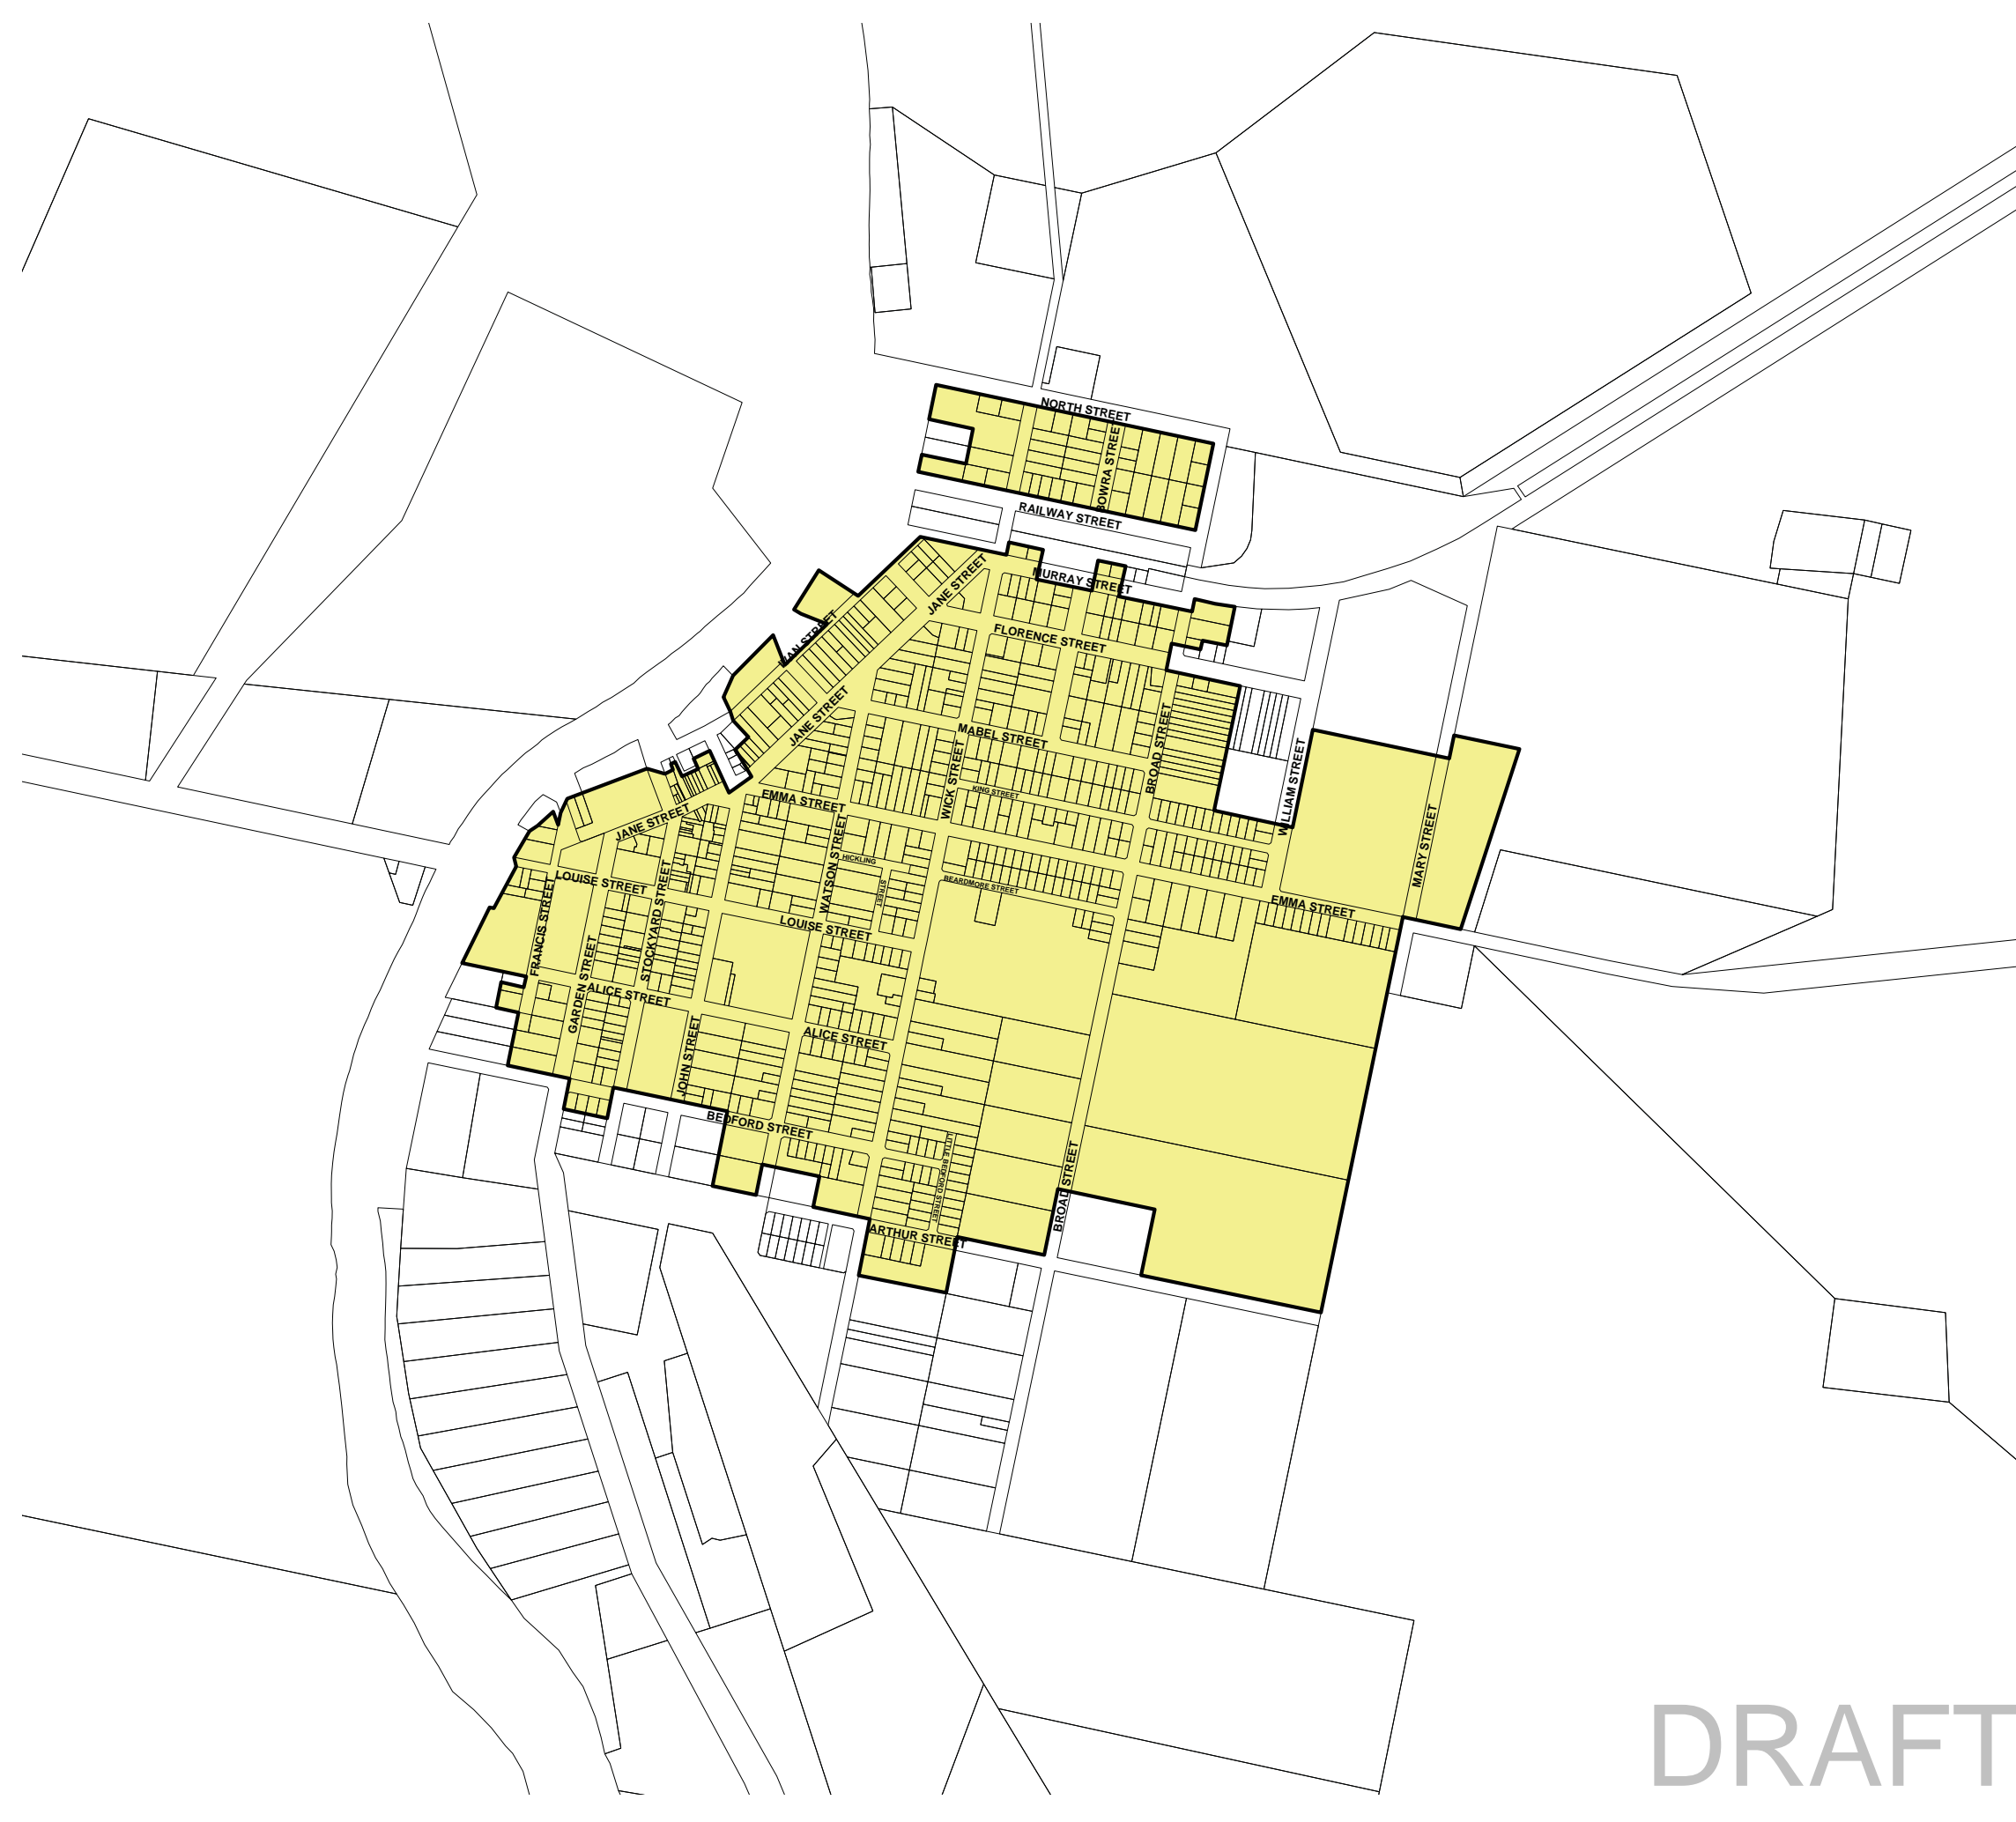 NORTH STREET
BOWRA STREET
RAILWAY STREET
MURRAY STREET
JANE STREET
IVAN STREET
FLORENCE STREET
JANE STREET
MABEL STREET
BROAD STREET
WICK STREET
KING STREET
WILLIAM STREET
EMMA STREET
JANE STREET
WATSON STREET
HICKLING
STREET
MARY STREET
LOUISE STREET
BEARDMORE STREET
EMMA STREET
STOCKYARD STREET
FRANCIS STREET
LOUISE STREET
GARDEN STREET
ALICE STREET
ALICE STREET
JOHN STREET
BEDFORD STREET
LITTLE BEDFORD STREET
BROAD STREET
ARTHUR STREET
DRAFT